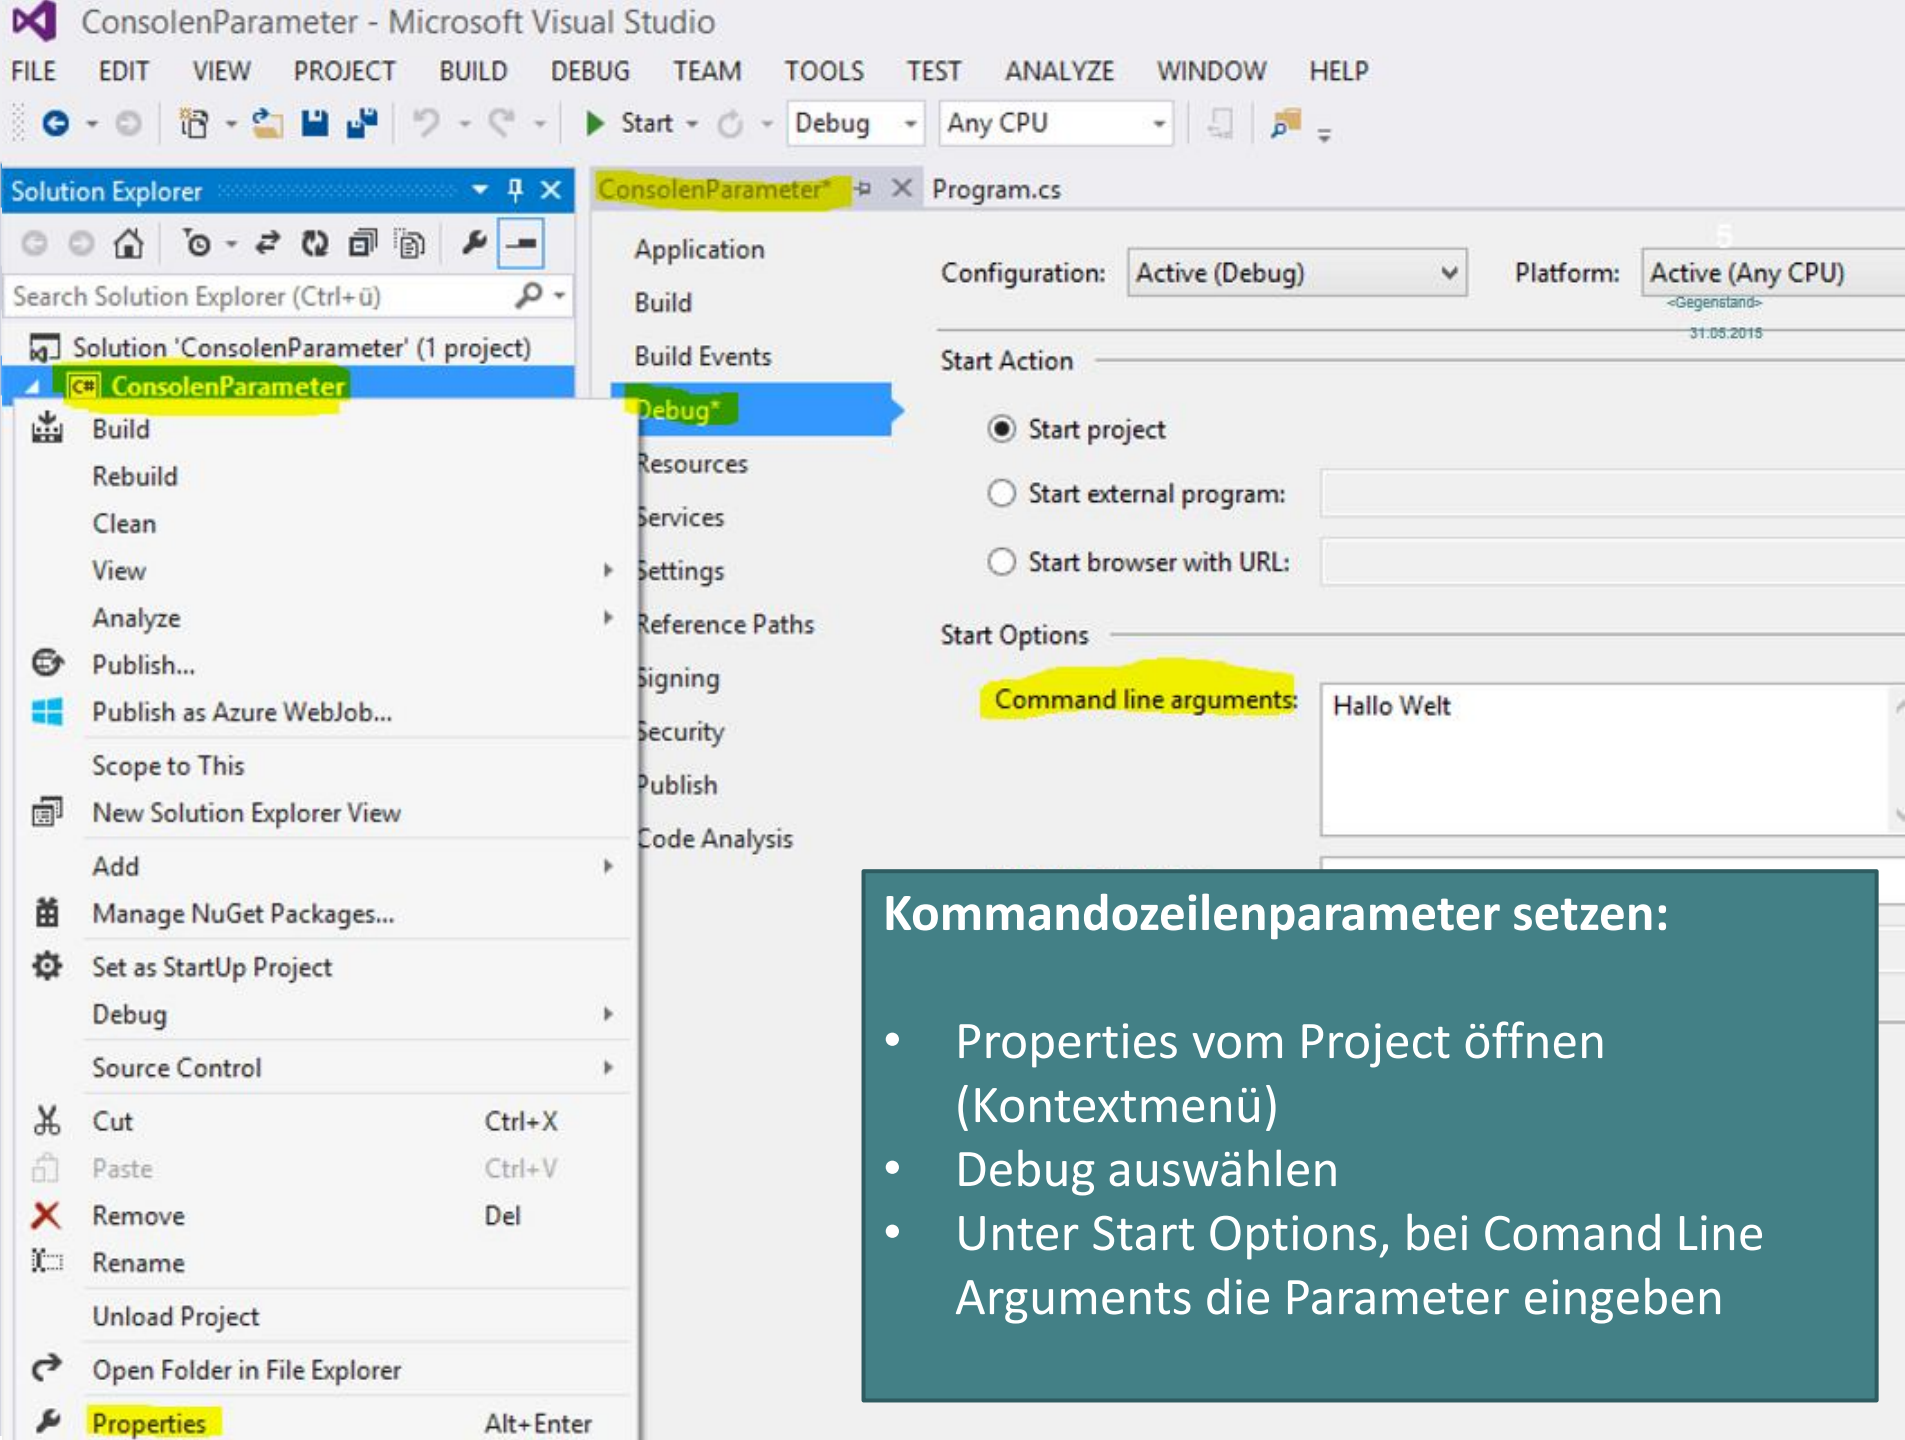 ConsolenParameter - Microsoft Visual Studio
FILE EDIT VIEW PROJECT BUILD DEBUG TEAM TOOLS TEST ANALYZE WINDOW HELP
Start Debug Any CPU
Solution Explorer
Search Solution Explorer (Ctrl+ü)
Solution 'ConsolenParameter' (1 project)
C# ConsolenParameter
Build
Rebuild
Clean
View
Analyze
Publish...
Publish as Azure WebJob...
Scope to This
New Solution Explorer View
Add
Manage NuGet Packages...
Set as StartUp Project
Debug
Source Control
Cut Ctrl+X
Paste Ctrl+V
Remove Del
Rename
Unload Project
Open Folder in File Explorer
Properties Alt+Enter
ConsolenParameter* Program.cs
Application
Build
Build Events
Debug*
Resources
Services
Settings
Reference Paths
Signing
Security
Publish
Code Analysis
5
Configuration: Active (Debug) Platform: Active (Any CPU)
<Gegenstand>
31.05.2015
Start Action
Start project
Start external program:
Start browser with URL:
Start Options
Command line arguments: Hallo Welt
Kommandozeilenparameter setzen:
• Properties vom Project öffnen
(Kontextmenü)
• Debug auswählen
• Unter Start Options, bei Comand Line
Arguments die Parameter eingeben